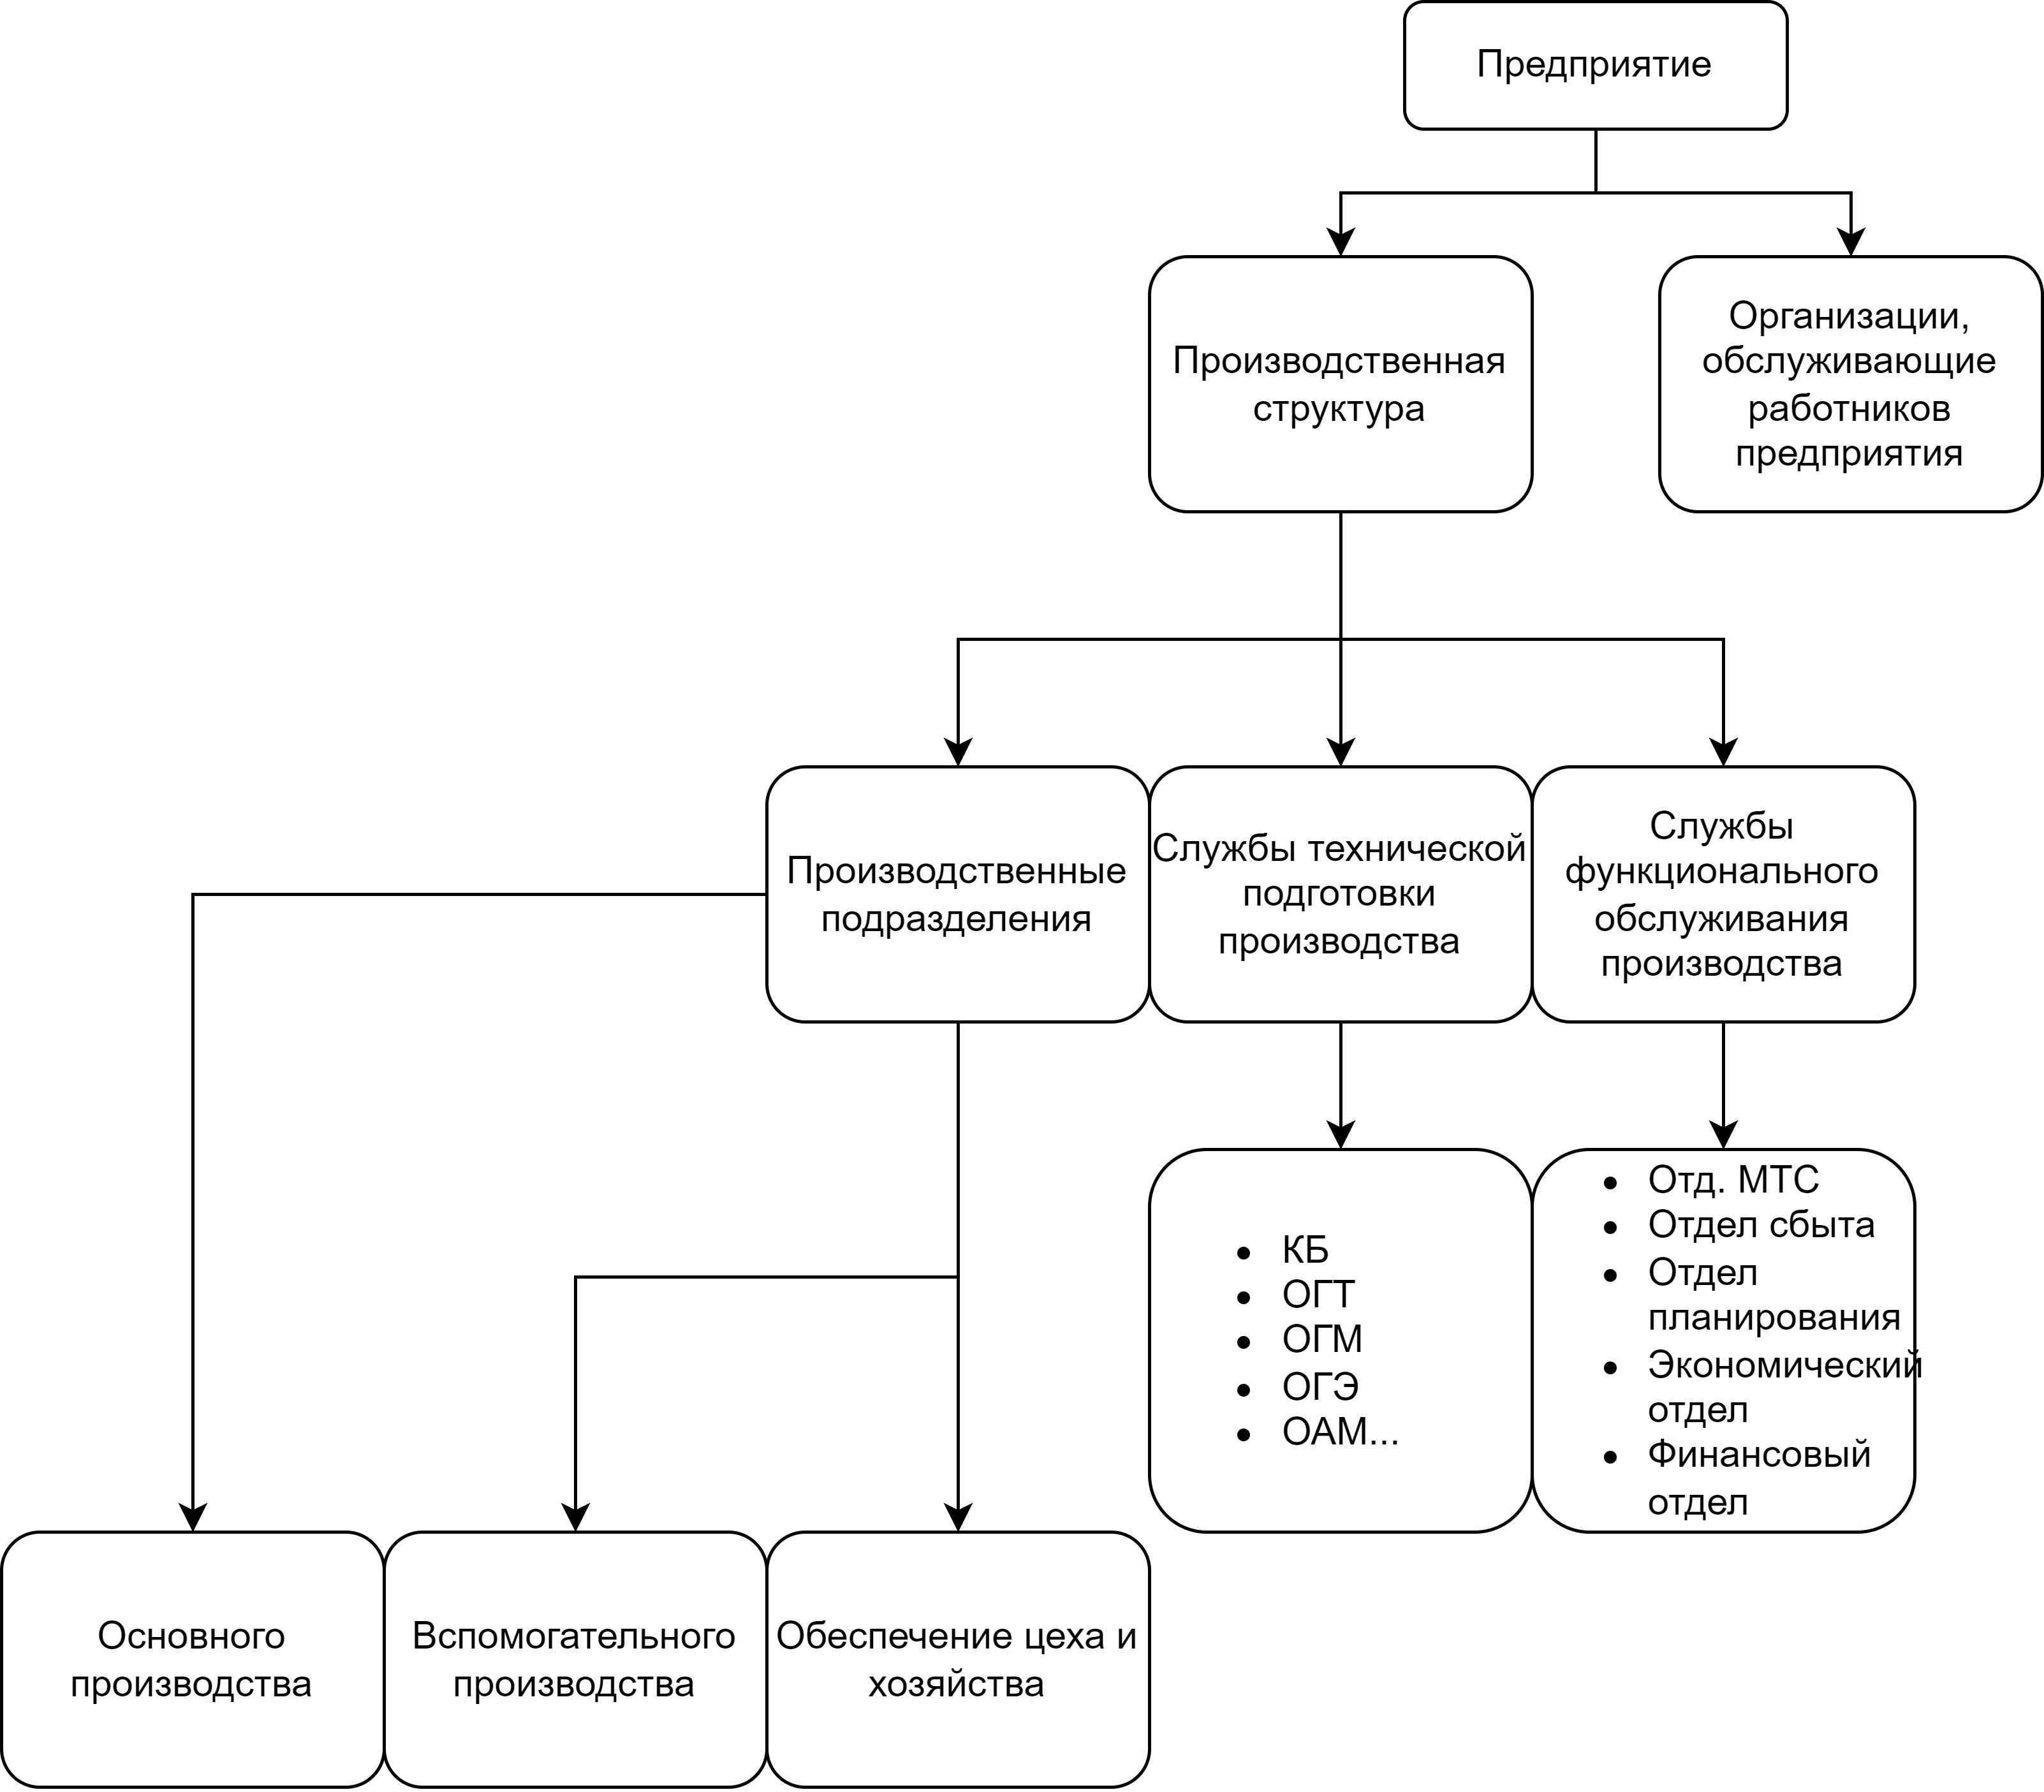 Предприятие
Производственная
структура
Организации,
обслуживающие
работников
предприятия
Производственные
подразделения
Службы технической
подготовки
производства
Службы
функционального
обслуживания
производства
КБ
ОГТ
ОГМ
ОГЭ
ОАМ...
Отд. МТС
Отдел сбыта
Отдел
планирования
Экономический
отдел
Финансовый
отдел
Основного
производства
Вспомогательного
производства
Обеспечение цеха и
хозяйства